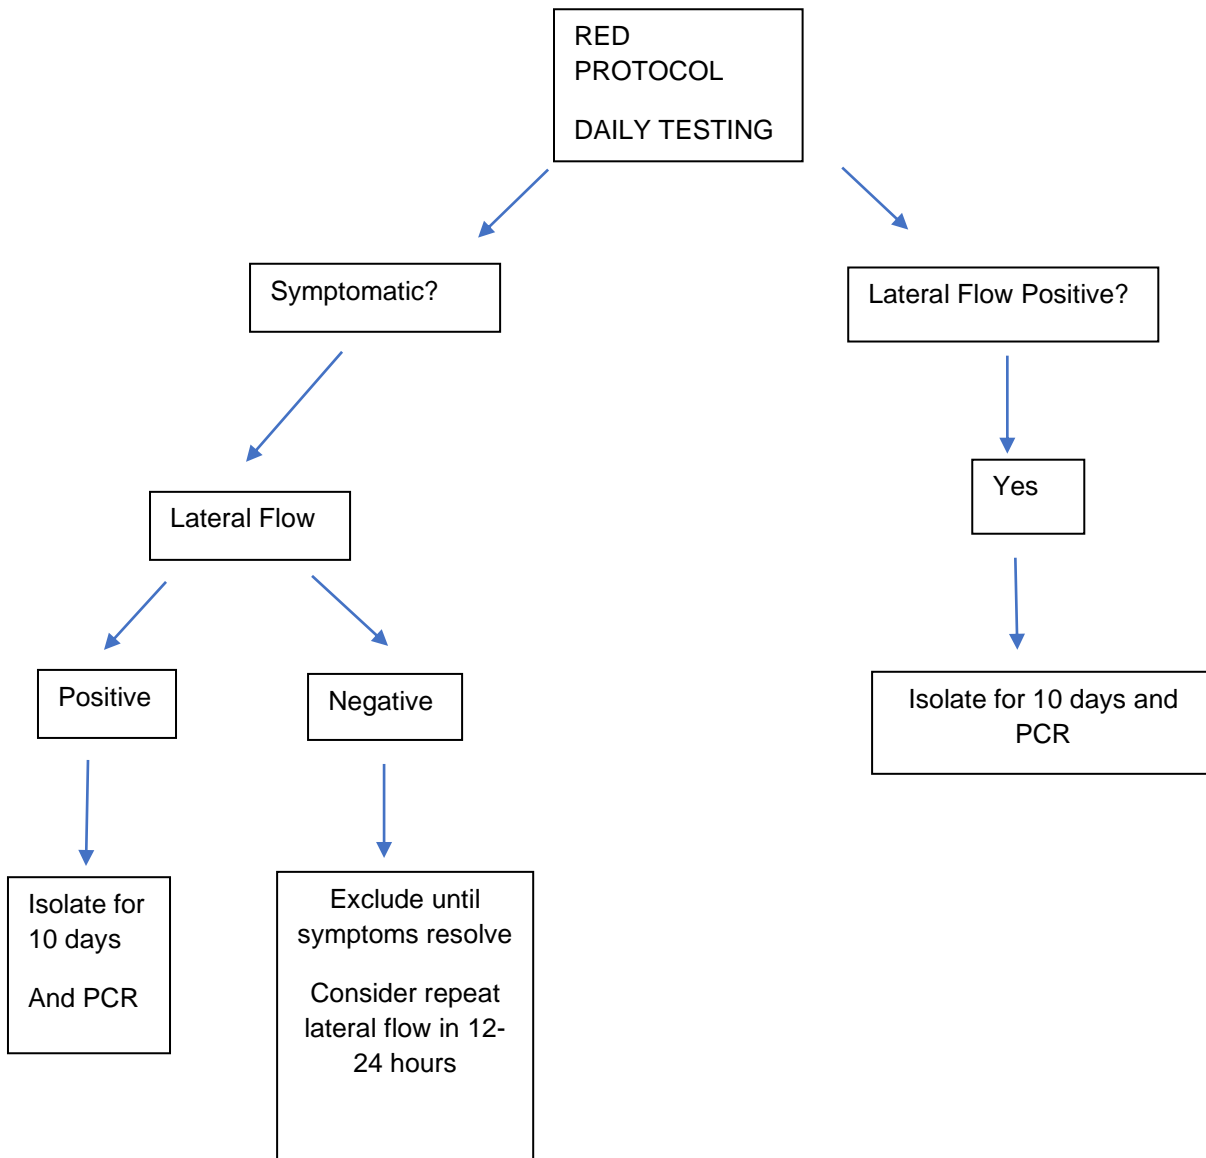 RED
PROTOCOL
DAILY TESTING
Symptomatic?
Lateral Flow Positive?
Lateral Flow
Yes
Positive
Negative
Isolate for 10 days and
PCR
Isolate for
10 days
And PCR
Exclude until
symptoms resolve
Consider repeat
lateral flow in 12-
24 hours